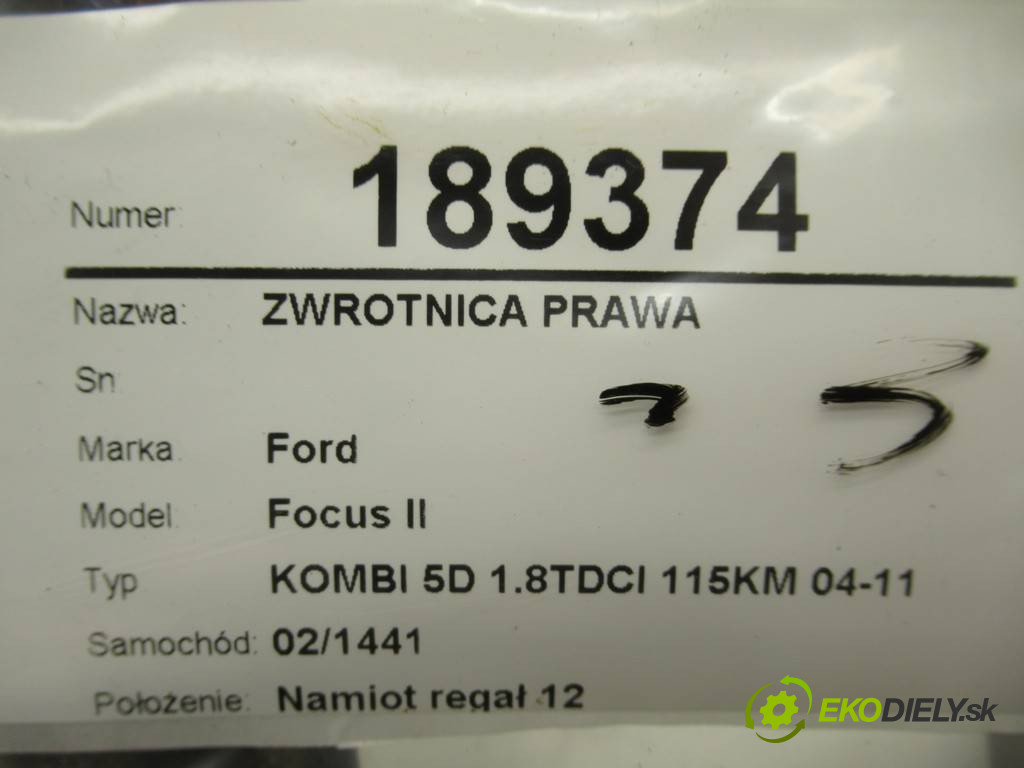 Numer: 189374
Nazwa: ZWROTNICA PRAWA
Sn
Marka: Ford
Model: Focus II
Typ KOMBI 5D 1.8TDCI 115KM 04-11
Samochód: 02/1441
Położenie: Namiot regał 12
EKODIELY.sk